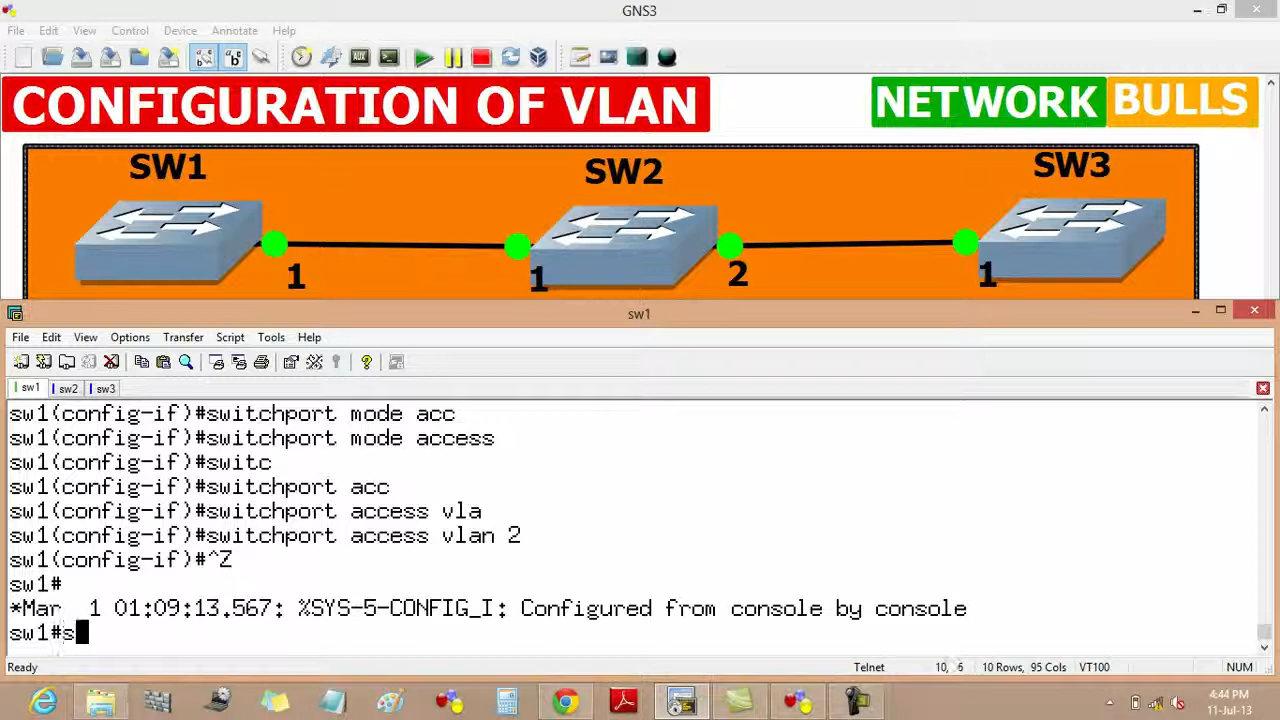 GNS3
File Edit View Control Device Annotate Help
AUX
CONFIGURATION OF VLAN
NETWORK BULLS
SW1
SW2
SW3
1
1
2
1
sw1
File Edit View Options Transfer Script Tools Help
sw1 sw2 sw3
sw1(config-if)#switchport mode acc
sw1(config-if)#switchport mode access
sw1(config-if)#switc
sw1(config-if)#switchport acc
sw1(config-if)#switchport access vla
sw1(config-if)#switchport access vlan 2
sw1(config-if)#^Z
sw1#
*Mar  1 01:09:13.567: %SYS-5-CONFIG_I: Configured from console by console
sw1#s
Ready Telnet 10 Rows, 95 Cols VT100 NUM
4:44 PM
11-Jul-13